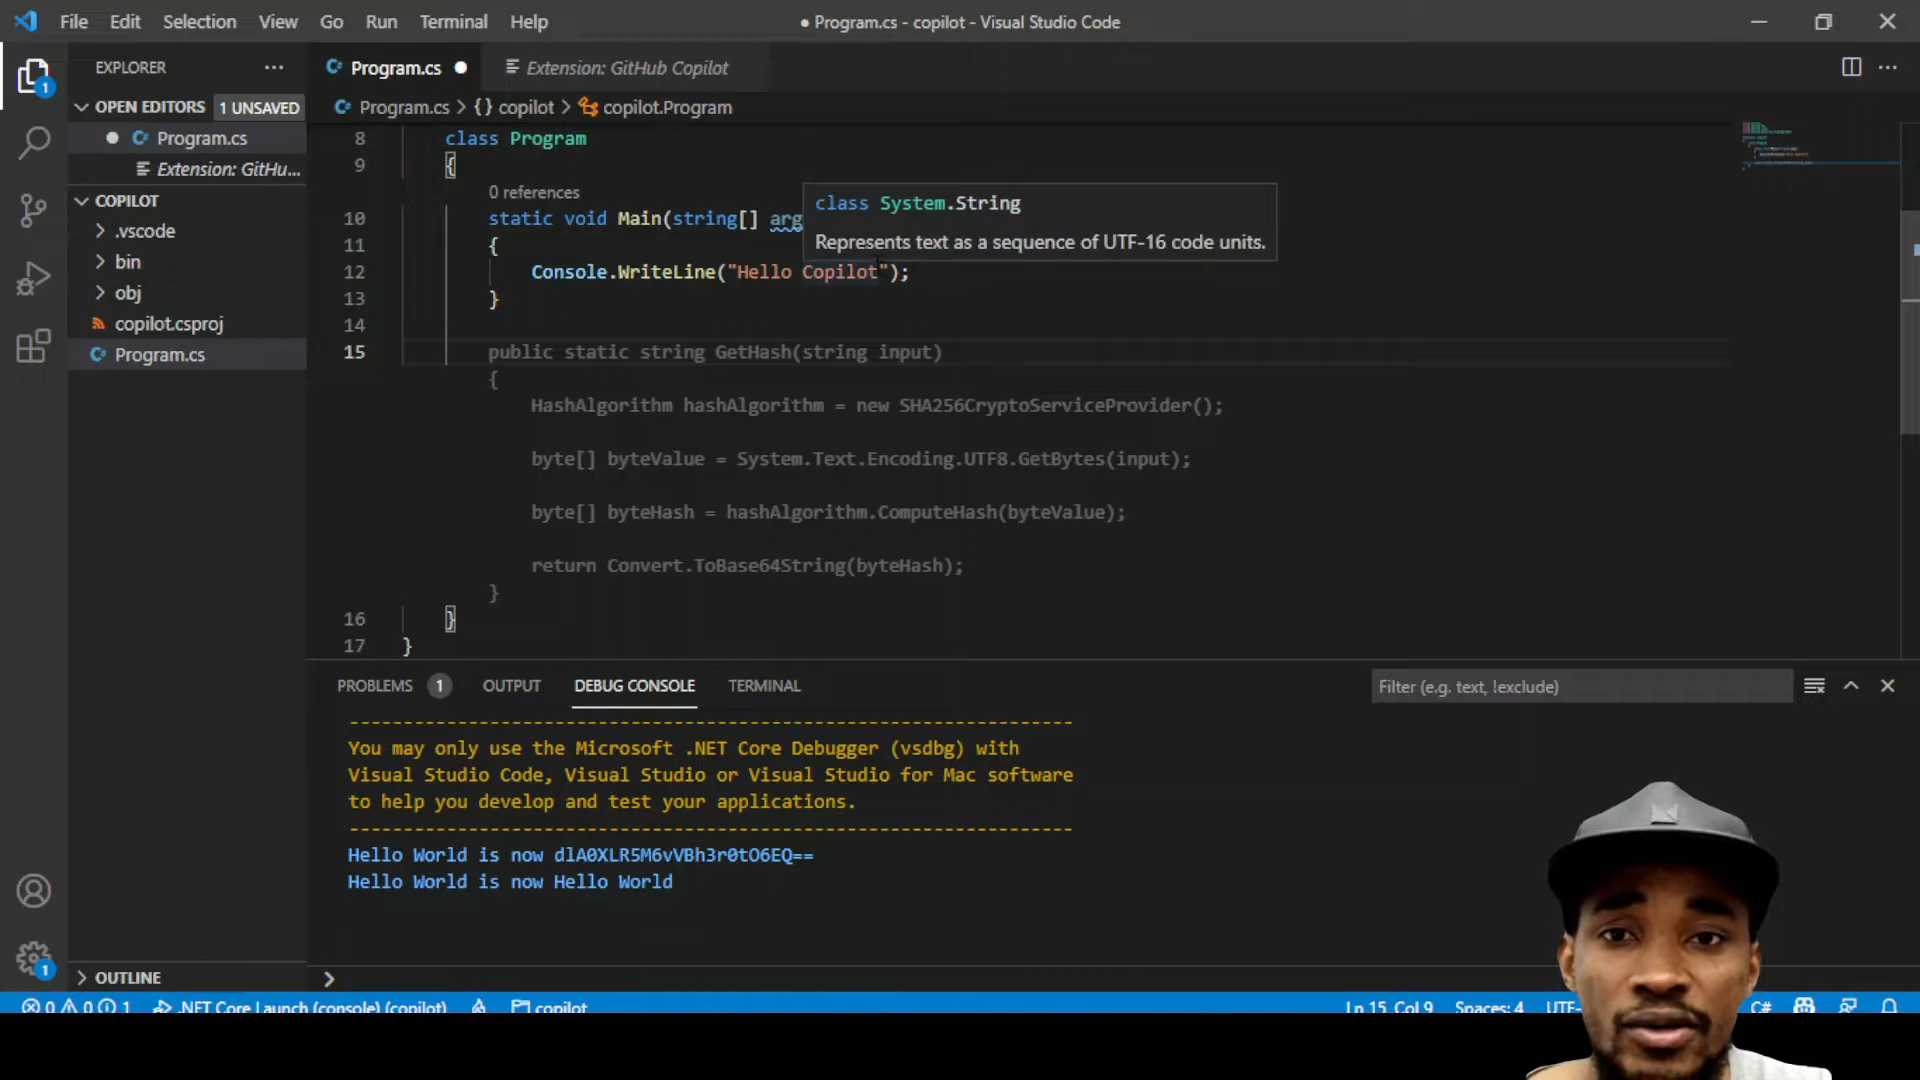 File Edit Selection View Go Run Terminal Help
● Program.cs - copilot - Visual Studio Code
EXPLORER
Program.cs
Extension: GitHub Copilot
OPEN EDITORS 1 UNSAVED
Program.cs > {} copilot > copilot.Program
Program.cs
Extension: GitHu...
COPILOT
.vscode
bin
obj
copilot.csproj
Program.cs
8 class Program
9 {
0 references
class System.String
10 static void Main(string[] arg
Represents text as a sequence of UTF-16 code units.
11 {
12 Console.WriteLine("Hello Copilot");
13 }
14
15 public static string GetHash(string input)
{
HashAlgorithm hashAlgorithm = new SHA256CryptoServiceProvider();
byte[] byteValue = System.Text.Encoding.UTF8.GetBytes(input);
byte[] byteHash = hashAlgorithm.ComputeHash(byteValue);
return Convert.ToBase64String(byteHash);
}
16 }
17 }
PROBLEMS 1 OUTPUT DEBUG CONSOLE TERMINAL
Filter (e.g. text, !exclude)
----------------------------------------------------------------------
You may only use the Microsoft .NET Core Debugger (vsdbg) with
Visual Studio Code, Visual Studio or Visual Studio for Mac software
to help you develop and test your applications.
----------------------------------------------------------------------
Hello World is now dlA0XLR5M6vVBh3r0tO6EQ==
Hello World is now Hello World
1
1
OUTLINE
>
0 0 1 .NET Core Launch (console) (copilot) copilot
Ln 15, Col 9 Spaces: 4 UTF- C#